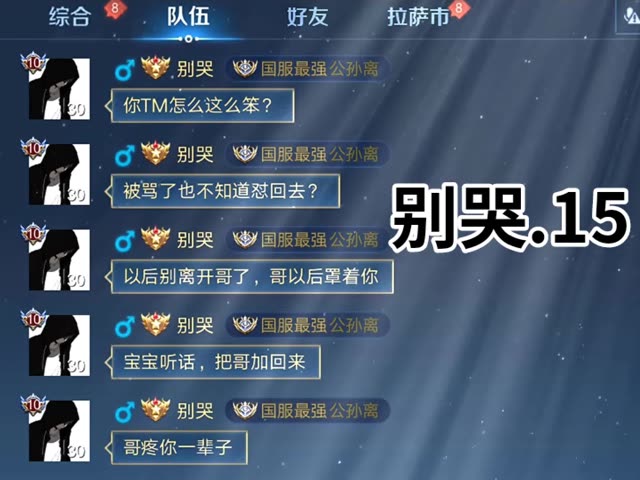 综合 8 队伍 好友 拉萨市 8
10 别哭 国服最强公孙离
30 你TM怎么这么笨？
10 别哭 国服最强公孙离
30 被骂了也不知道怼回去？
别哭.15
10 别哭 国服最强公孙离
30 以后别离开哥了，哥以后罩着你
10 别哭 国服最强公孙离
30 宝宝听话，把哥加回来
10 别哭 国服最强公孙离
30 哥疼你一辈子